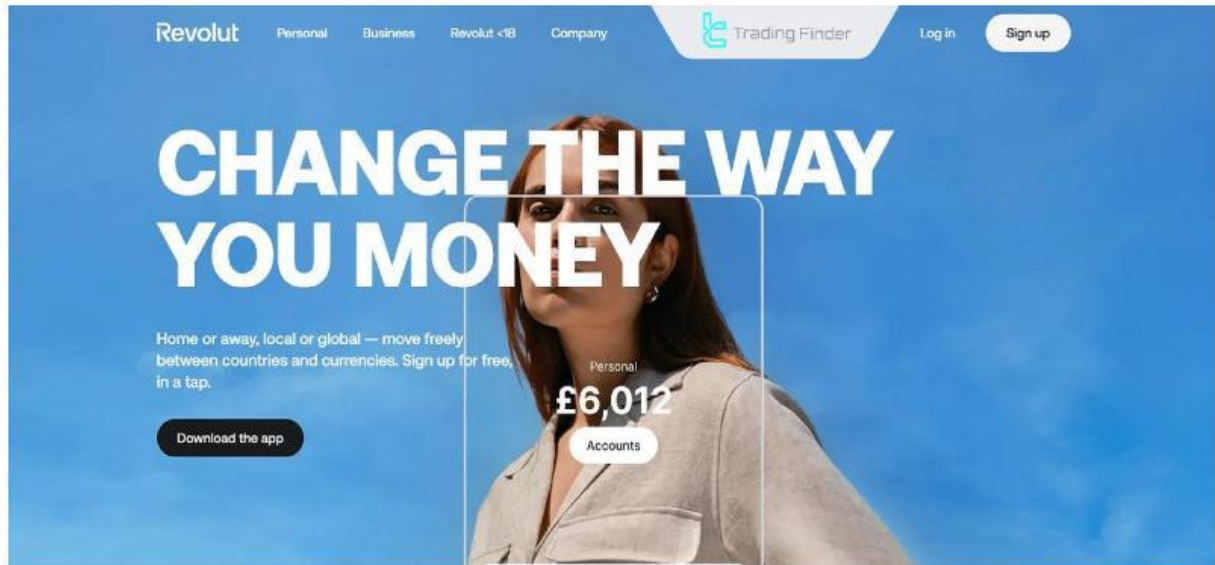 Revolut Personal Business Revolut <18 Company Trading Finder Log in Sign up
CHANGE THE WAY
YOU MONEY
Home or away, local or global — move freely
between countries and currencies. Sign up for free,
in a tap.
Personal
£6,012
Download the app
Accounts